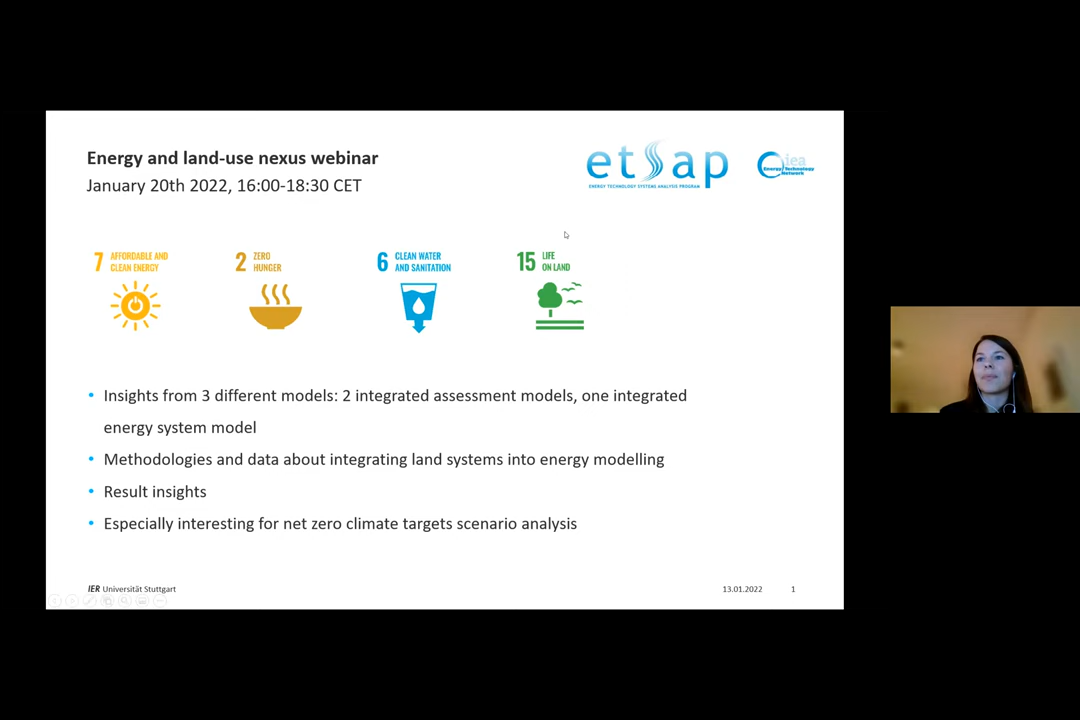 Energy and land-use nexus webinar
January 20th 2022, 16:00-18:30 CET
etsap
ENERGY TECHNOLOGY SYSTEMS ANALYSIS PROGRAM
iea
Energy Technology
Network
7 AFFORDABLE AND
CLEAN ENERGY
2 ZERO
HUNGER
6 CLEAN WATER
AND SANITATION
15 LIFE
ON LAND
• Insights from 3 different models: 2 integrated assessment models, one integrated
energy system model
• Methodologies and data about integrating land systems into energy modelling
• Result insights
• Especially interesting for net zero climate targets scenario analysis
IER Universität Stuttgart
13.01.2022 1